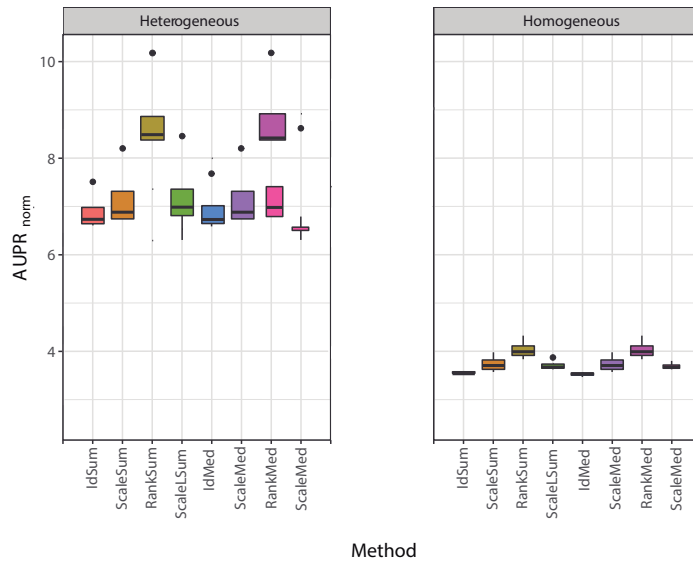 Heterogeneous
Homogeneous
10
8
6
4
AUPR norm
IdSum
ScaleSum
RankSum
ScaleLSum
IdMed
ScaleMed
RankMed
ScaleMed
IdSum
ScaleSum
RankSum
ScaleLSum
IdMed
ScaleMed
RankMed
ScaleMed
Method